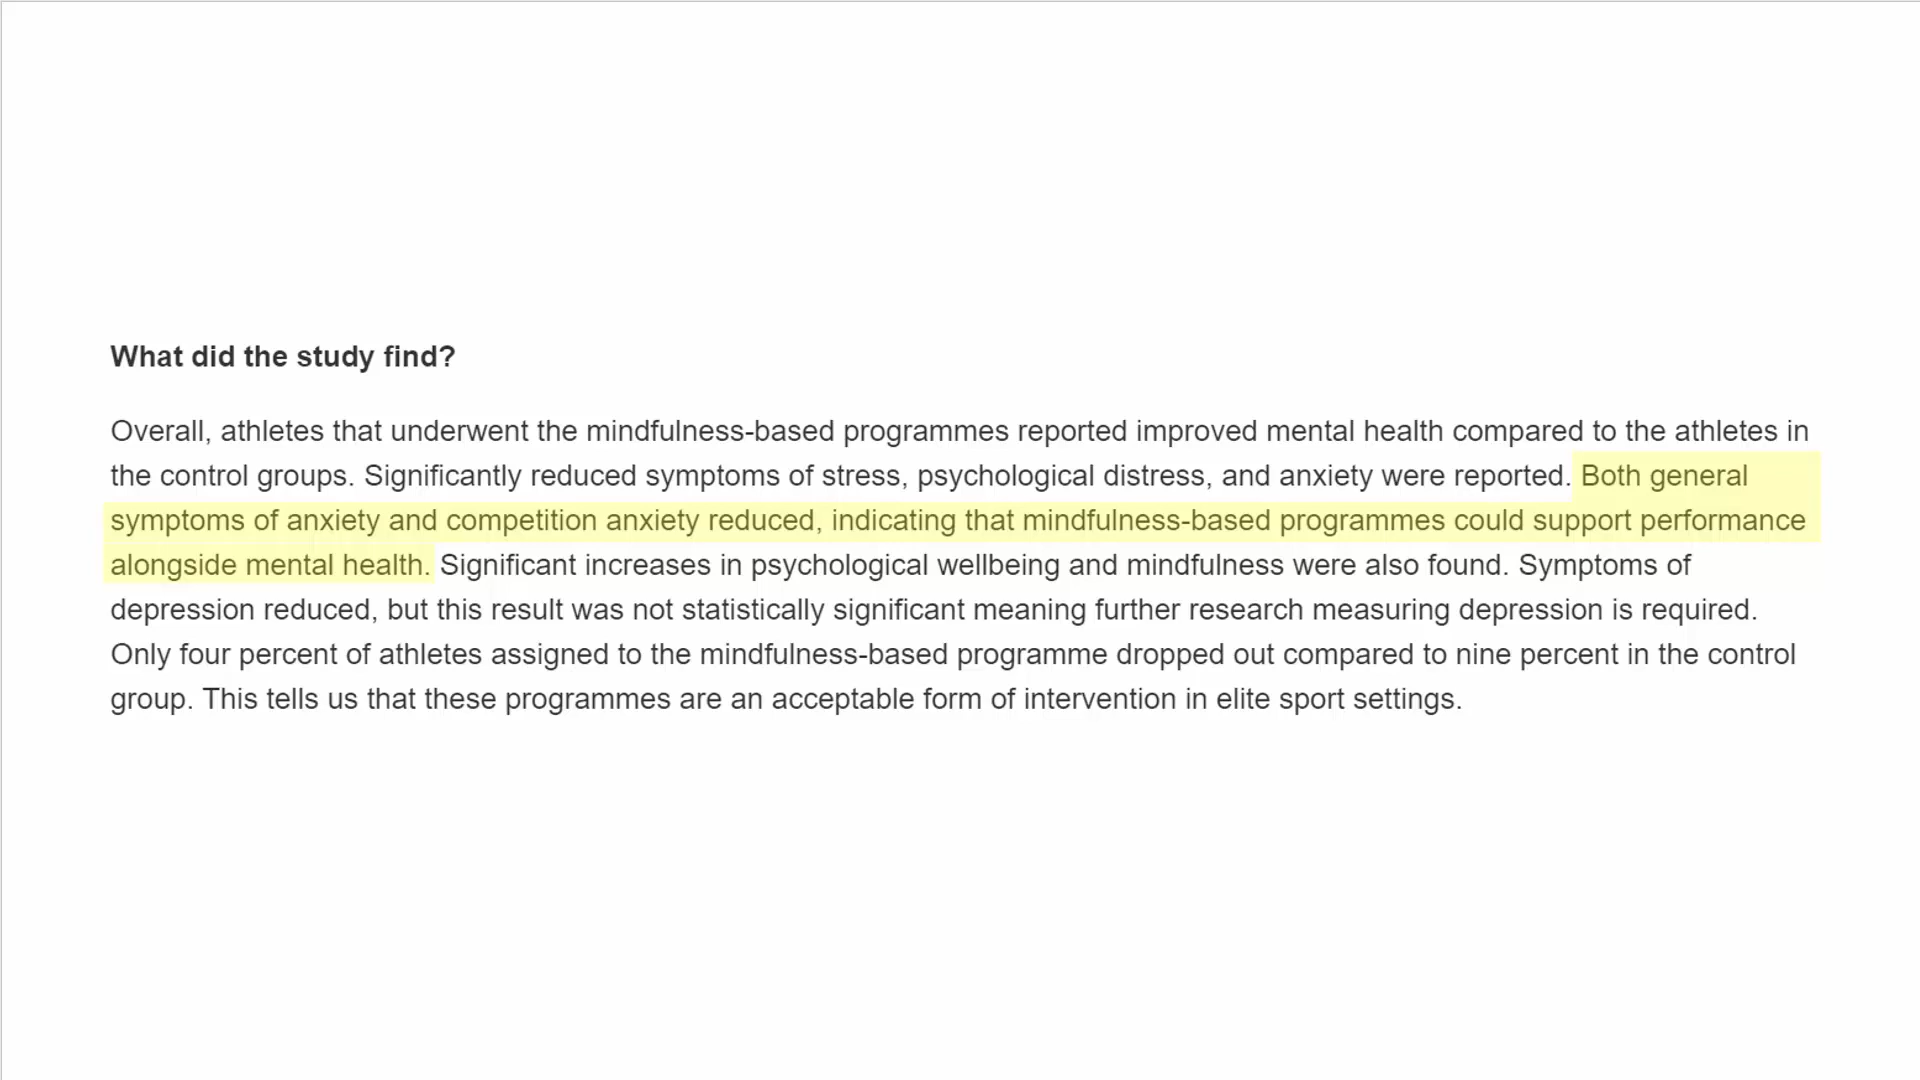 What did the study find?
Overall, athletes that underwent the mindfulness-based programmes reported improved mental health compared to the athletes in
the control groups. Significantly reduced symptoms of stress, psychological distress, and anxiety were reported. Both general
symptoms of anxiety and competition anxiety reduced, indicating that mindfulness-based programmes could support performance
alongside mental health. Significant increases in psychological wellbeing and mindfulness were also found. Symptoms of
depression reduced, but this result was not statistically significant meaning further research measuring depression is required.
Only four percent of athletes assigned to the mindfulness-based programme dropped out compared to nine percent in the control
group. This tells us that these programmes are an acceptable form of intervention in elite sport settings.